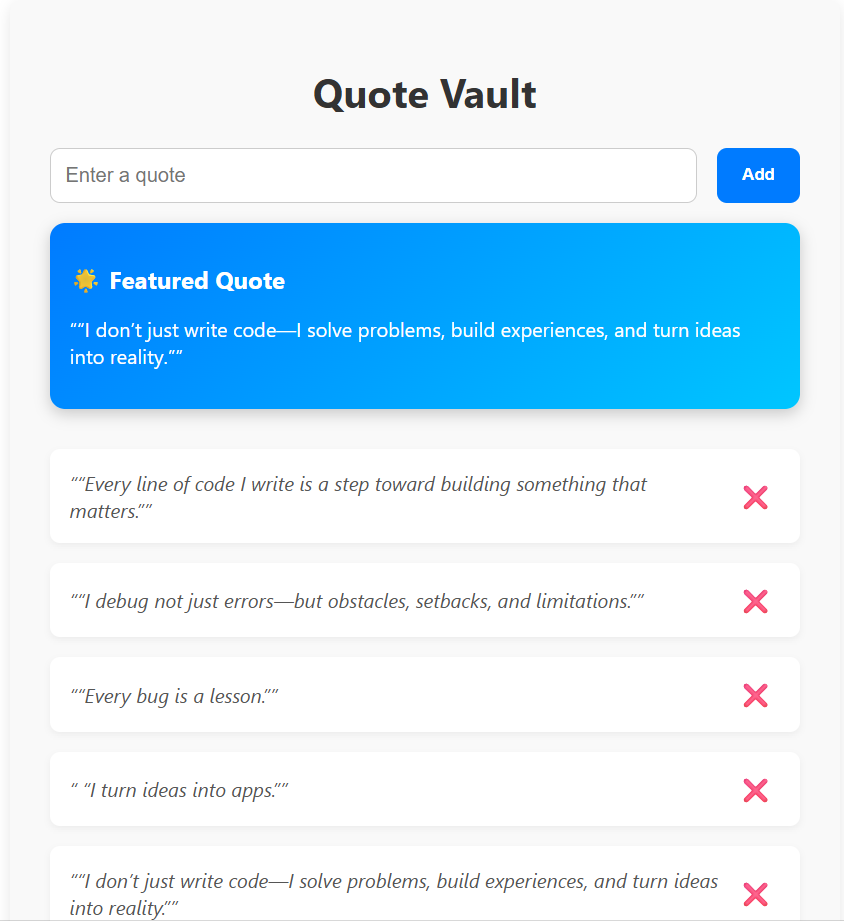 Quote Vault
Enter a quote
Add
🌟 Featured Quote
““I don’t just write code—I solve problems, build experiences, and turn ideas
into reality.””
““Every line of code I write is a step toward building something that
matters.””
““I debug not just errors—but obstacles, setbacks, and limitations.””
““Every bug is a lesson.””
“ “I turn ideas into apps.””
““I don’t just write code—I solve problems, build experiences, and turn ideas
into reality.””